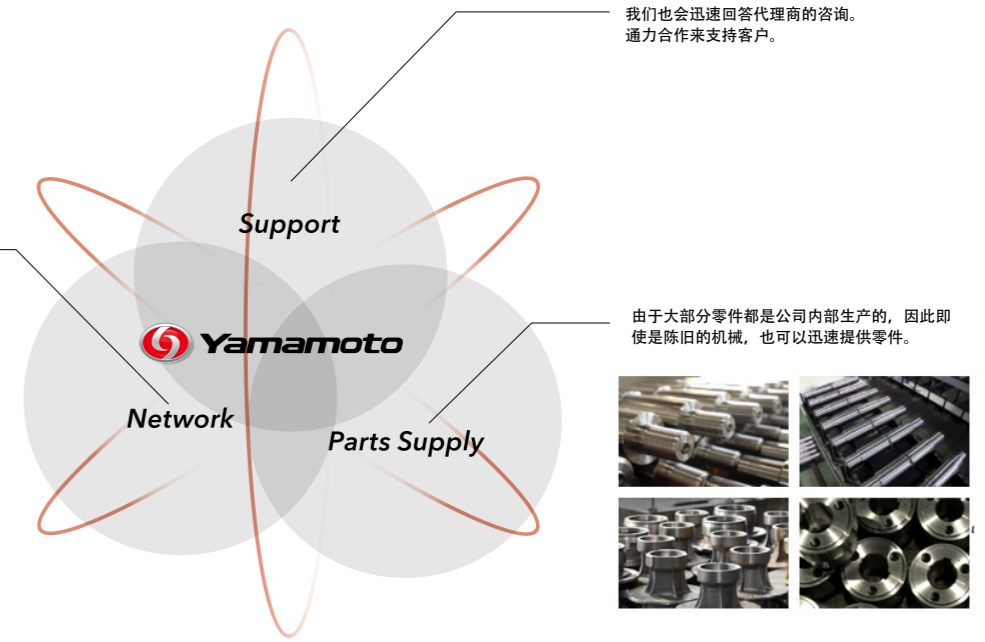 我们也会迅速回答代理商的咨询。
通力合作来支持客户。
Support
由于大部分零件都是公司内部生产的，因此即
使是陈旧的机械，也可以迅速提供零件。
Yamamoto
Network
Parts Supply